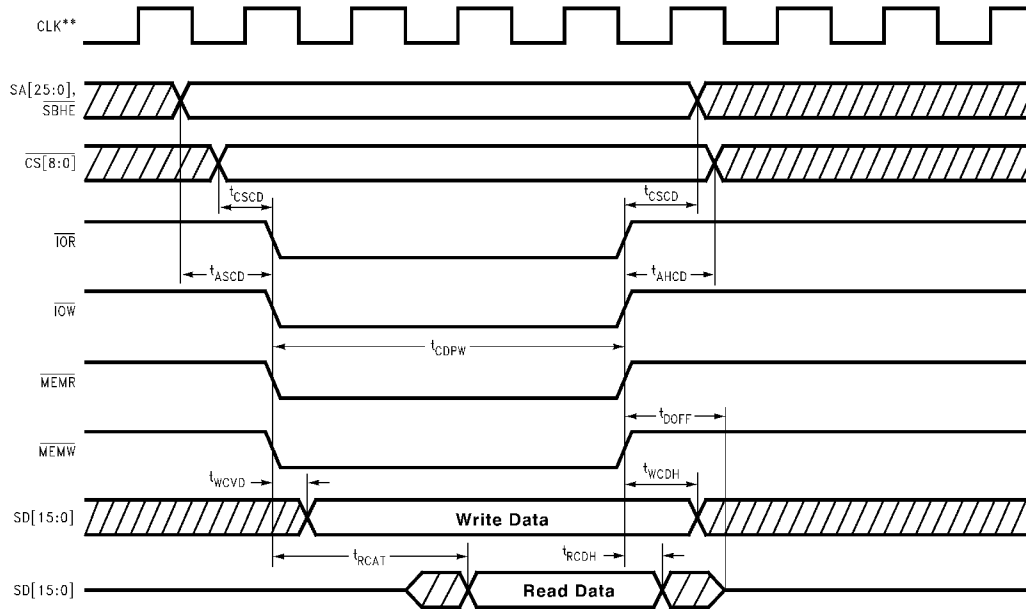 CLK**
SA[25:0],
SBHE
CS[8:0]
tCSCD
tCSCD
IOR
tASCD
tAHCD
IOW
tCDPW
MEMR
tDOFF
MEMW
tWCVD
tWCDH
SD[15:0]
Write Data
tRCAT
tRCDH
SD[15:0]
Read Data